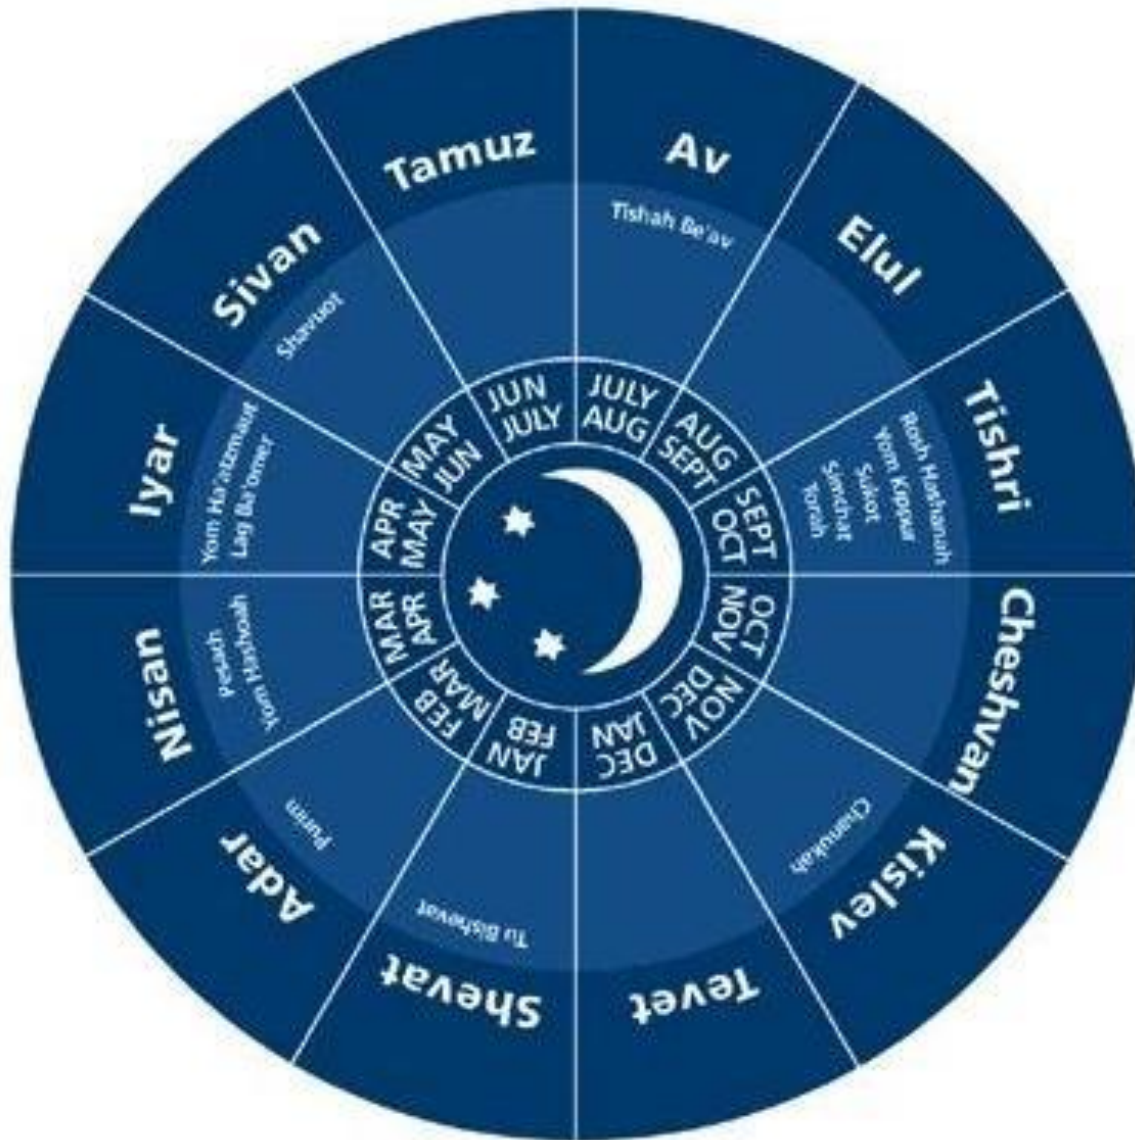 Tamuz
JUN
JULY
Av
Tishah Be'av
JULY
AUG
Elul
AUG
SEPT
Tishri
Rosh Hashanah
Yom Kippur
Sukot
Simchat
Torah
SEPT
OCT
Cheshvan
OCT
NOV
Kislev
Chanukah
NOV
DEC
Tevet
DEC
JAN
Shevat
Tu Bishevat
JAN
FEB
Adar
Purim
FEB
MAR
Nisan
Pesach
Yom Hashoah
MAR
APR
Iyar
Yom Ha'atzmaut
Lag Ba'omer
APR
MAY
Sivan
Shavuot
MAY
JUN